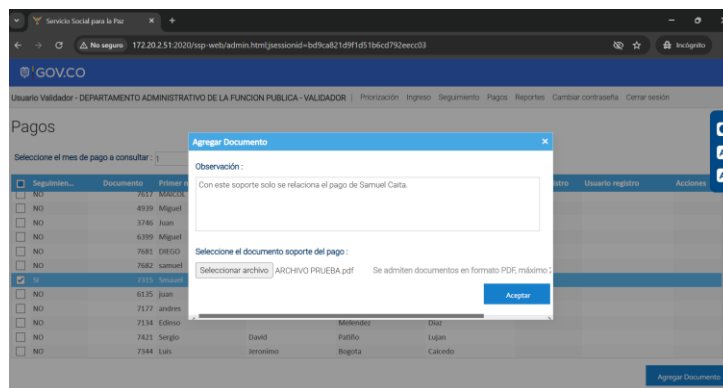 Servicio Social para la Paz
No seguro 172.20.2.51:2020/ssp-web/admin.html;jsessionid=bd9ca821d9f1d51b6cd792eecc03 Incógnito
GOV.CO
Usuario Validador - DEPARTAMENTO ADMINISTRATIVO DE LA FUNCION PUBLICA - VALIDADOR | Priorización Ingreso Seguimiento Pagos Reportes Cambiar contraseña Cerrar sesión
Pagos
Agregar Documento
Seleccione el mes de pago a consultar : 1
Observación :
Con este soporte solo se relaciona el pago de Samuel Caita.
Seguimien... Documento Primer n istro Usuario registro Acciones
NO 7617 MAICOL
NO 4939 Miguel
NO 3746 Juan
NO 6399 Miguel
NO 7681 DIEGO
NO 7682 samuel
SI 7315 Samuel
NO 6135 juan
NO 7177 andres
Seleccione el documento soporte del pago :
Seleccionar archivo ARCHIVO PRUEBA.pdf Se admiten documentos en formato PDF, máximo 2
Aceptar
NO 7134 Edinso Melendez Diaz
NO 7421 Sergio David Patiño Lujan
NO 7344 Luis Jeronimo Bogota Caicedo
Agregar Documento